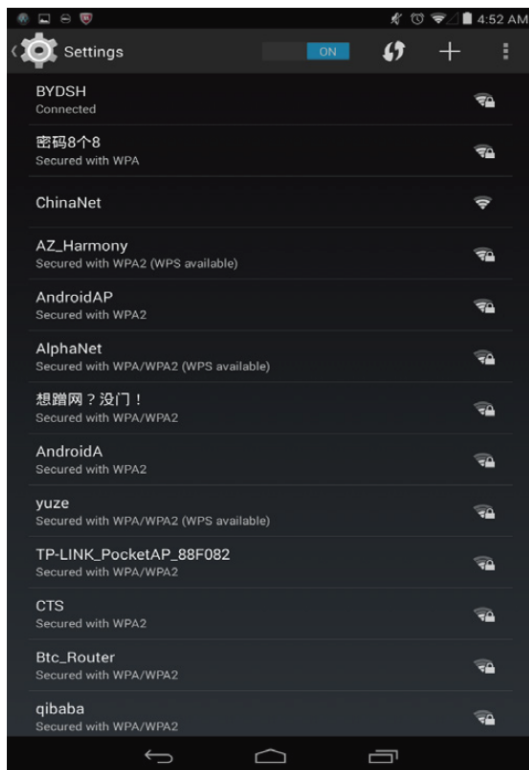 4:52 AM
Settings
ON
BYDSH
Connected
密码8个8
Secured with WPA
ChinaNet
AZ_Harmony
Secured with WPA2 (WPS available)
AndroidAP
Secured with WPA2
AlphaNet
Secured with WPA/WPA2 (WPS available)
想蹭网？没门！
Secured with WPA/WPA2
AndroidA
Secured with WPA2
yuze
Secured with WPA/WPA2 (WPS available)
TP-LINK_PocketAP_88F082
Secured with WPA/WPA2
CTS
Secured with WPA2
Btc_Router
Secured with WPA/WPA2
qibaba
Secured with WPA/WPA2